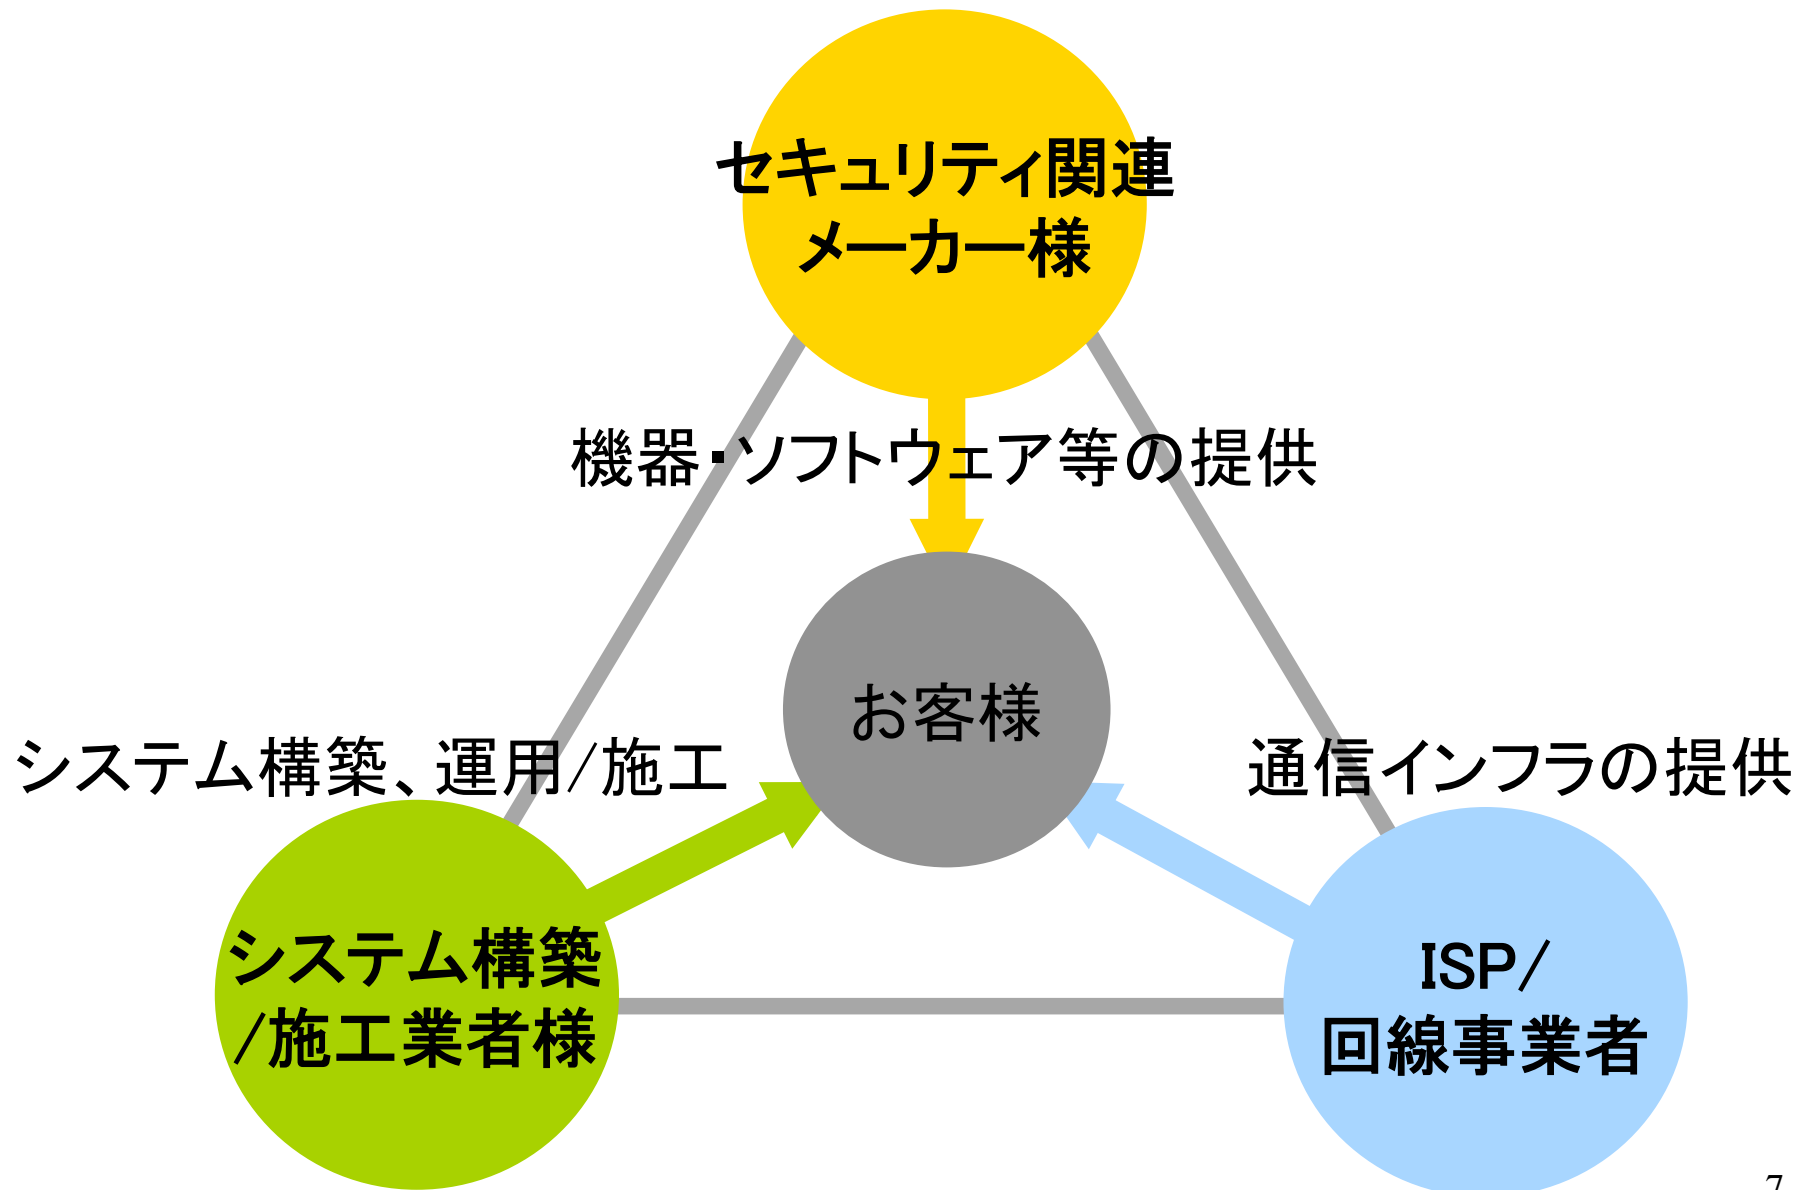 セキュリティ関連
メーカー様
機器・ソフトウェア等の提供
お客様
システム構築、運用/施工
通信インフラの提供
システム構築
/施工業者様
ISP/
回線事業者
7